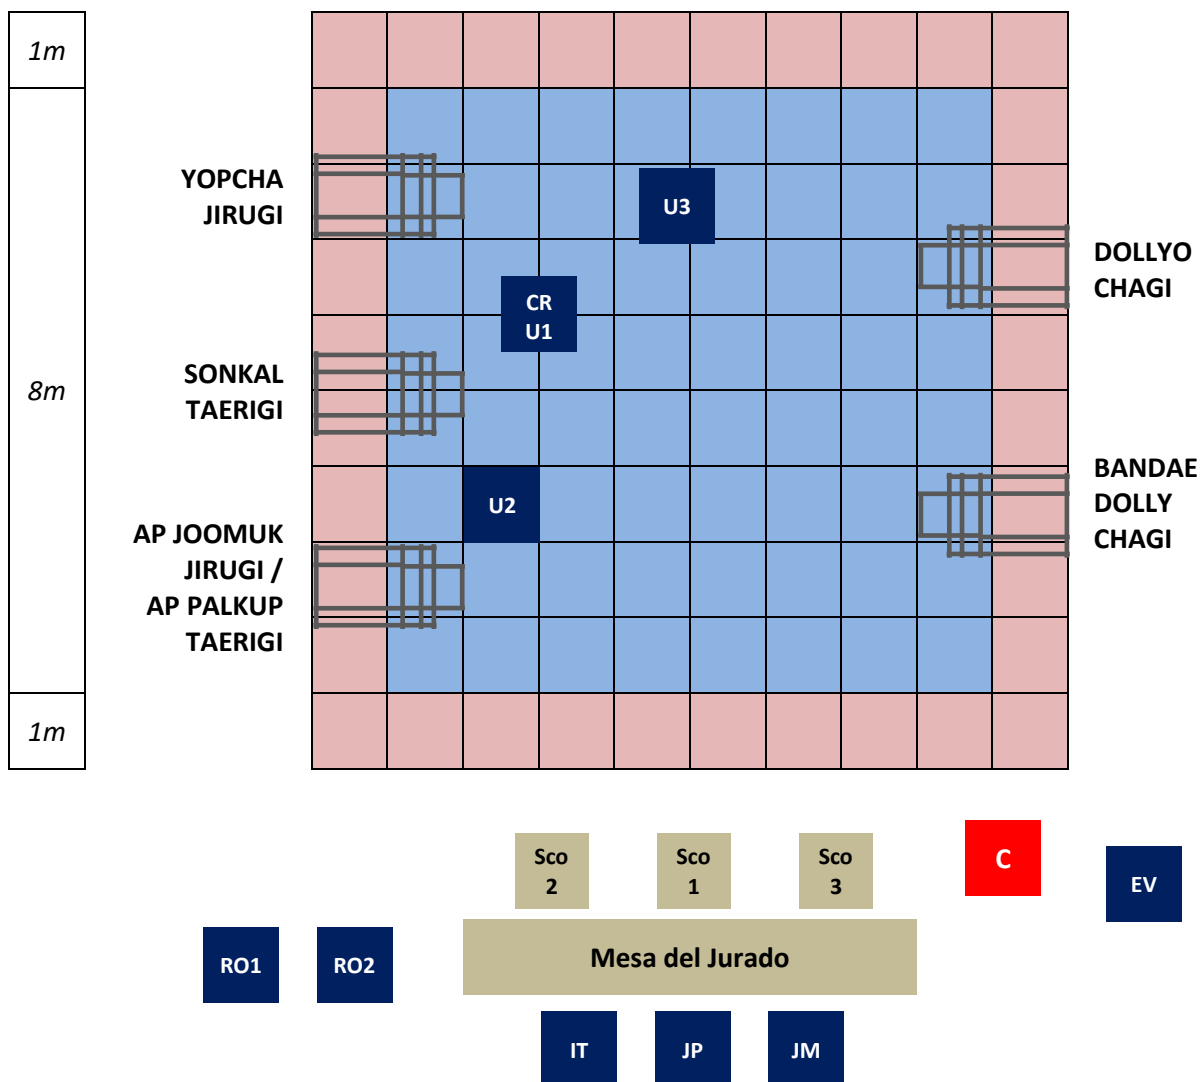 1m
8m
1m
YOPCHA
JIRUGI
SONKAL
TAERIGI
AP JOOMUK
JIRUGI /
AP PALKUP
TAERIGI
U3
CR
U1
U2
DOLLYO
CHAGI
BANDAE
DOLLY
CHAGI
Sco
2
Sco
1
Sco
3
C
EV
RO1
RO2
Mesa del Jurado
IT
JP
JM